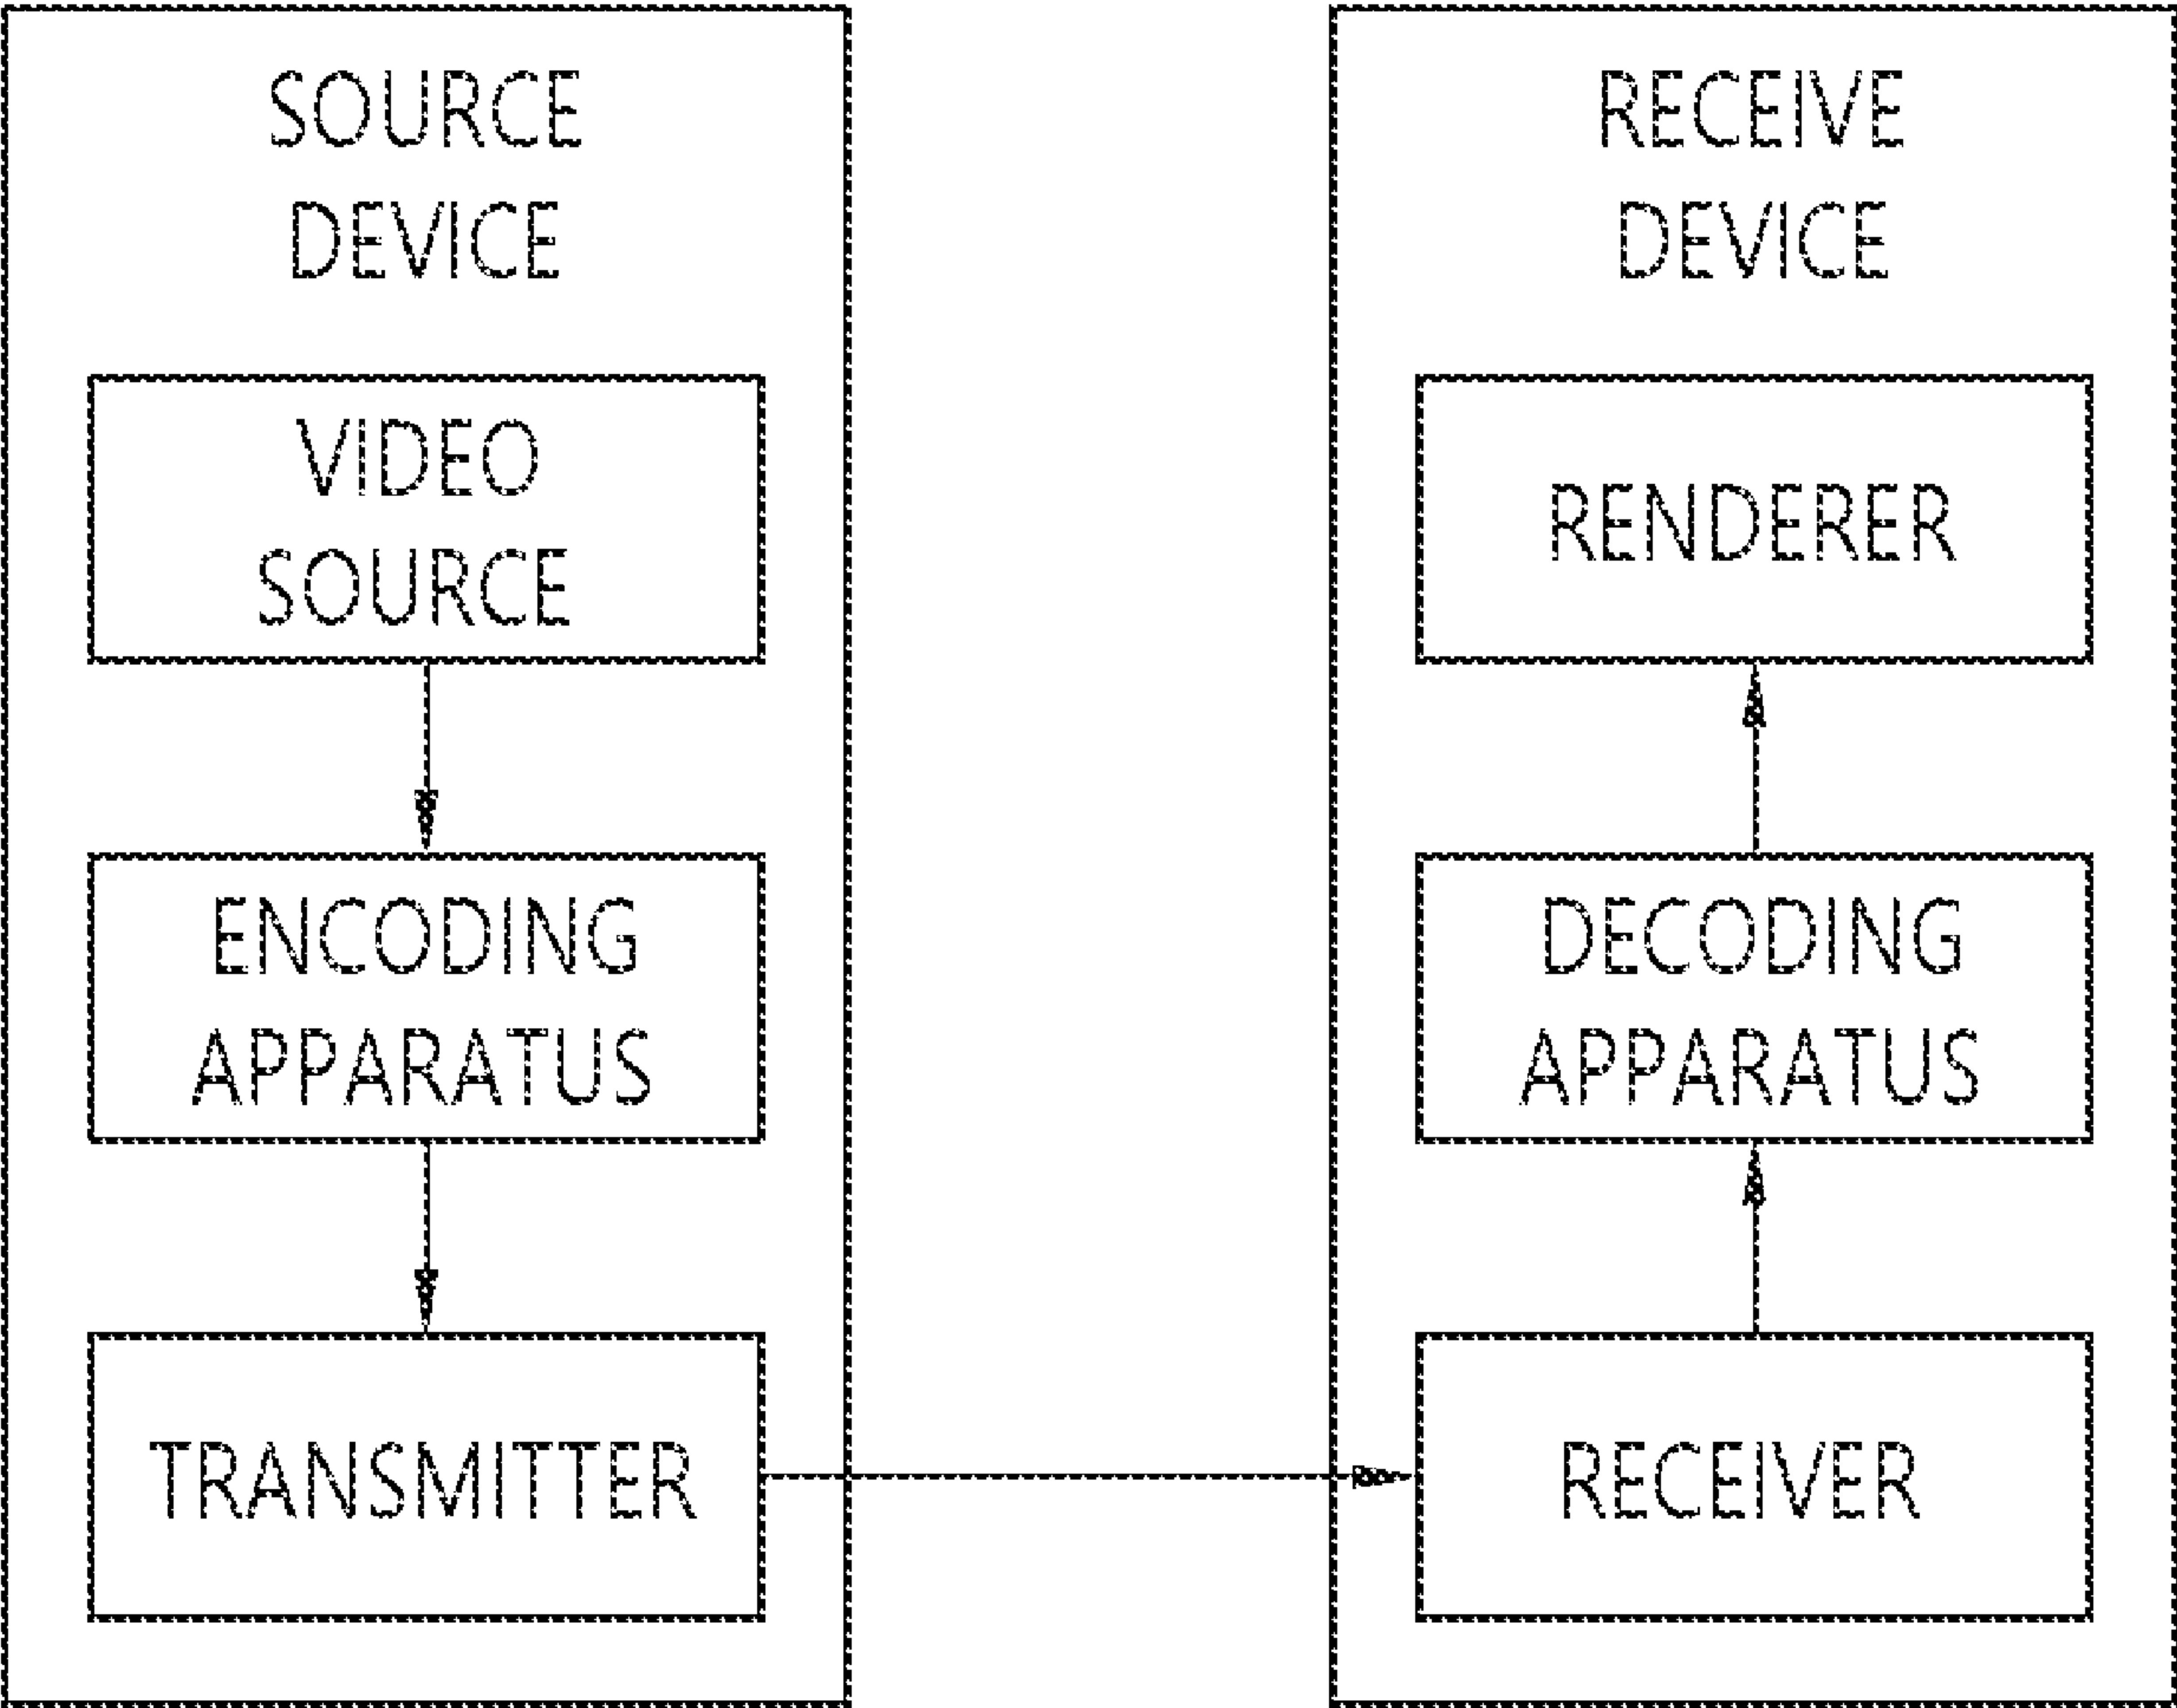 SOURCE
DEVICE
VIDEO
SOURCE
ENCODING
APPARATUS
TRANSMITTER
RECEIVE
DEVICE
RENDERER
DECODING
APPARATUS
RECEIVER